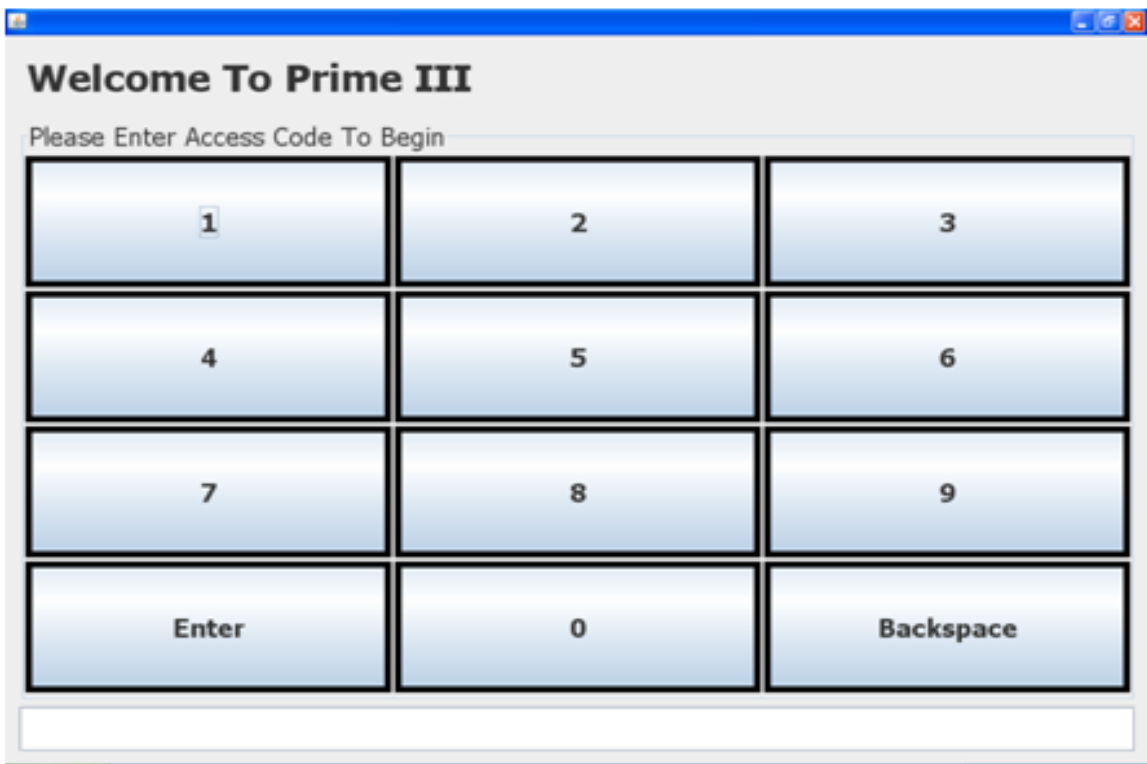 Welcome To Prime III
Please Enter Access Code To Begin
1 2 3
4 5 6
7 8 9
Enter 0 Backspace